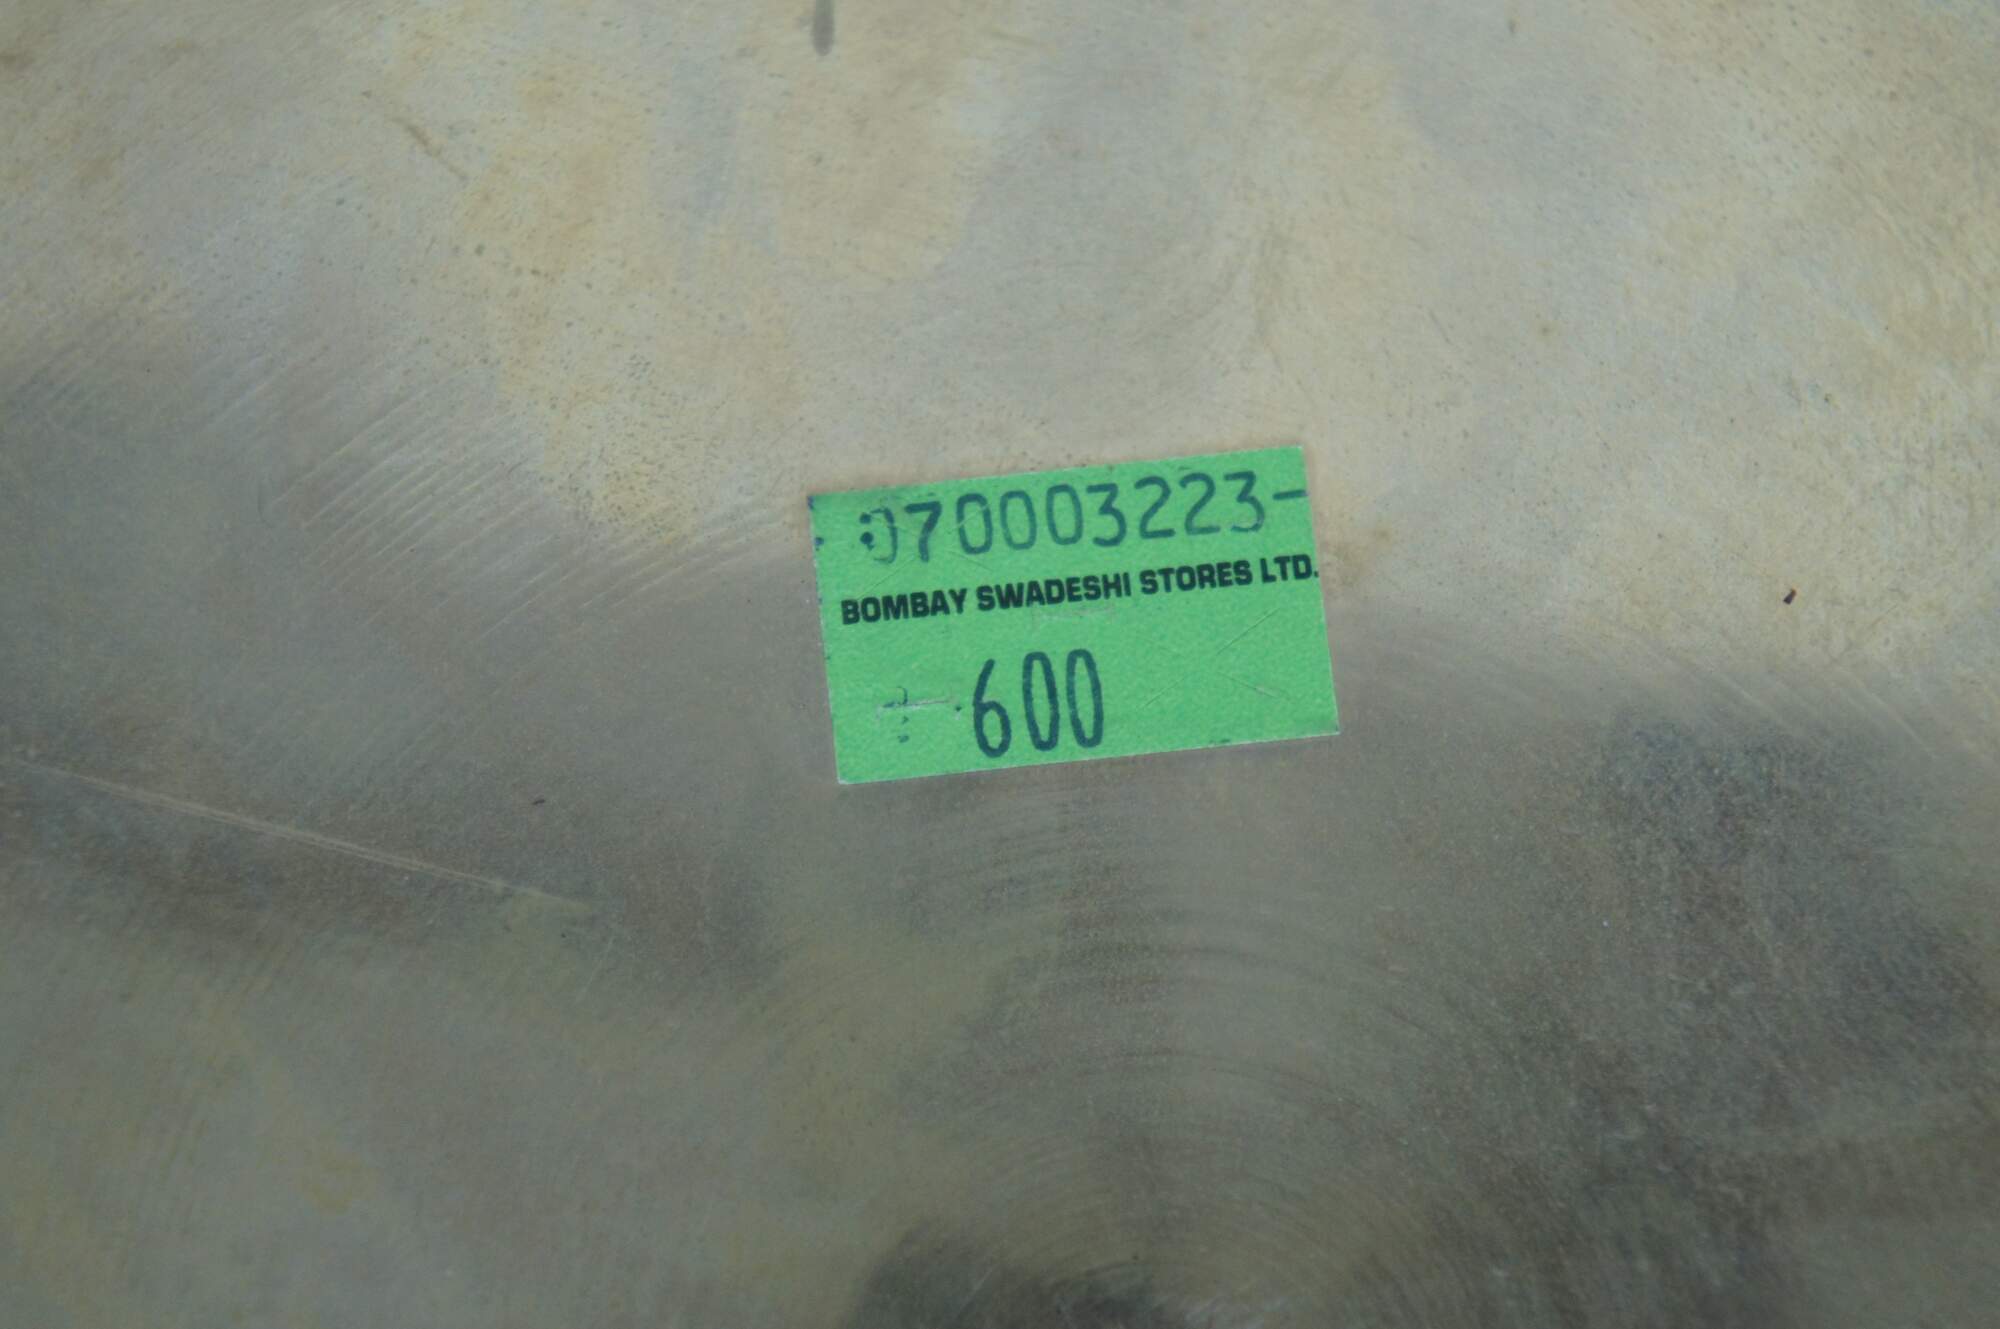 070003223-
BOMBAY SWADESHI STORES LTD.
600